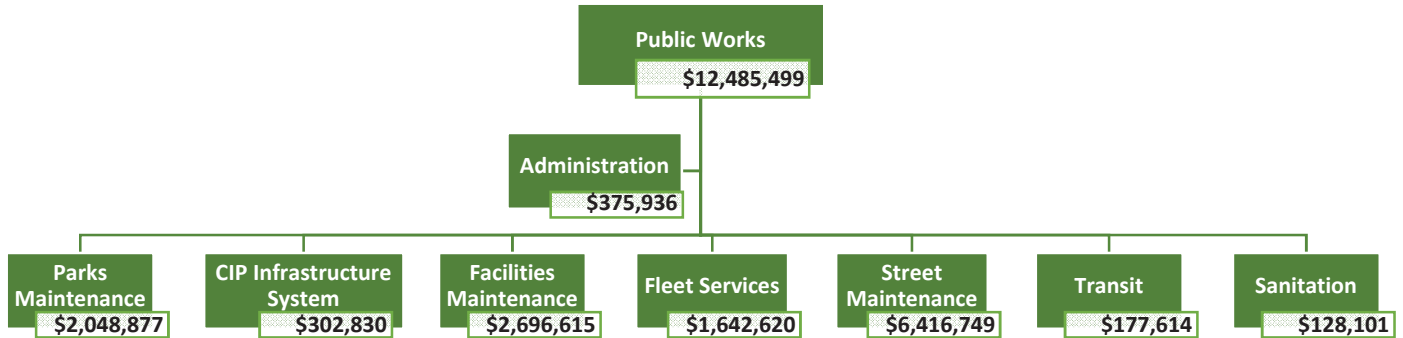 Public Works
$12,485,499
Administration
$375,936
Parks
Maintenance
$2,048,877
CIP Infrastructure
System
$302,830
Facilities
Maintenance
$2,696,615
Fleet Services
$1,642,620
Street
Maintenance
$6,416,749
Transit
$177,614
Sanitation
$128,101